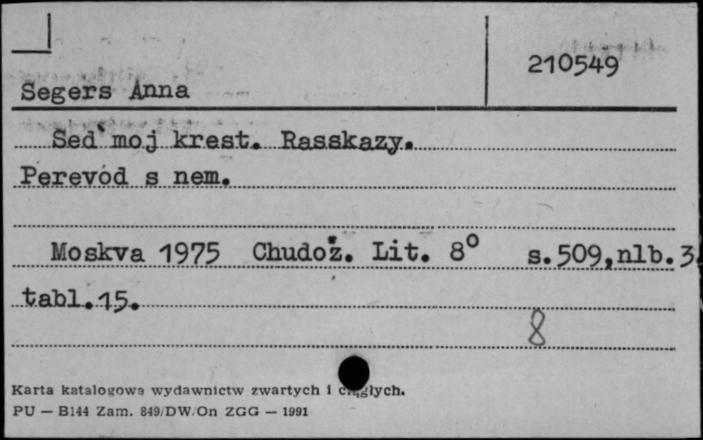 210549
Segers Anna
Sed`moj krest. Rasskazy.
Perevod s nem.
Moskva 1975 Chudož. Lit. 8° s.509,nlb.3.
tabl.15.
8
Karta katalogowa wydawnictw zwartych i ciągłych.
PU — B144 Zam. 849/DW/On ZGG — 1991